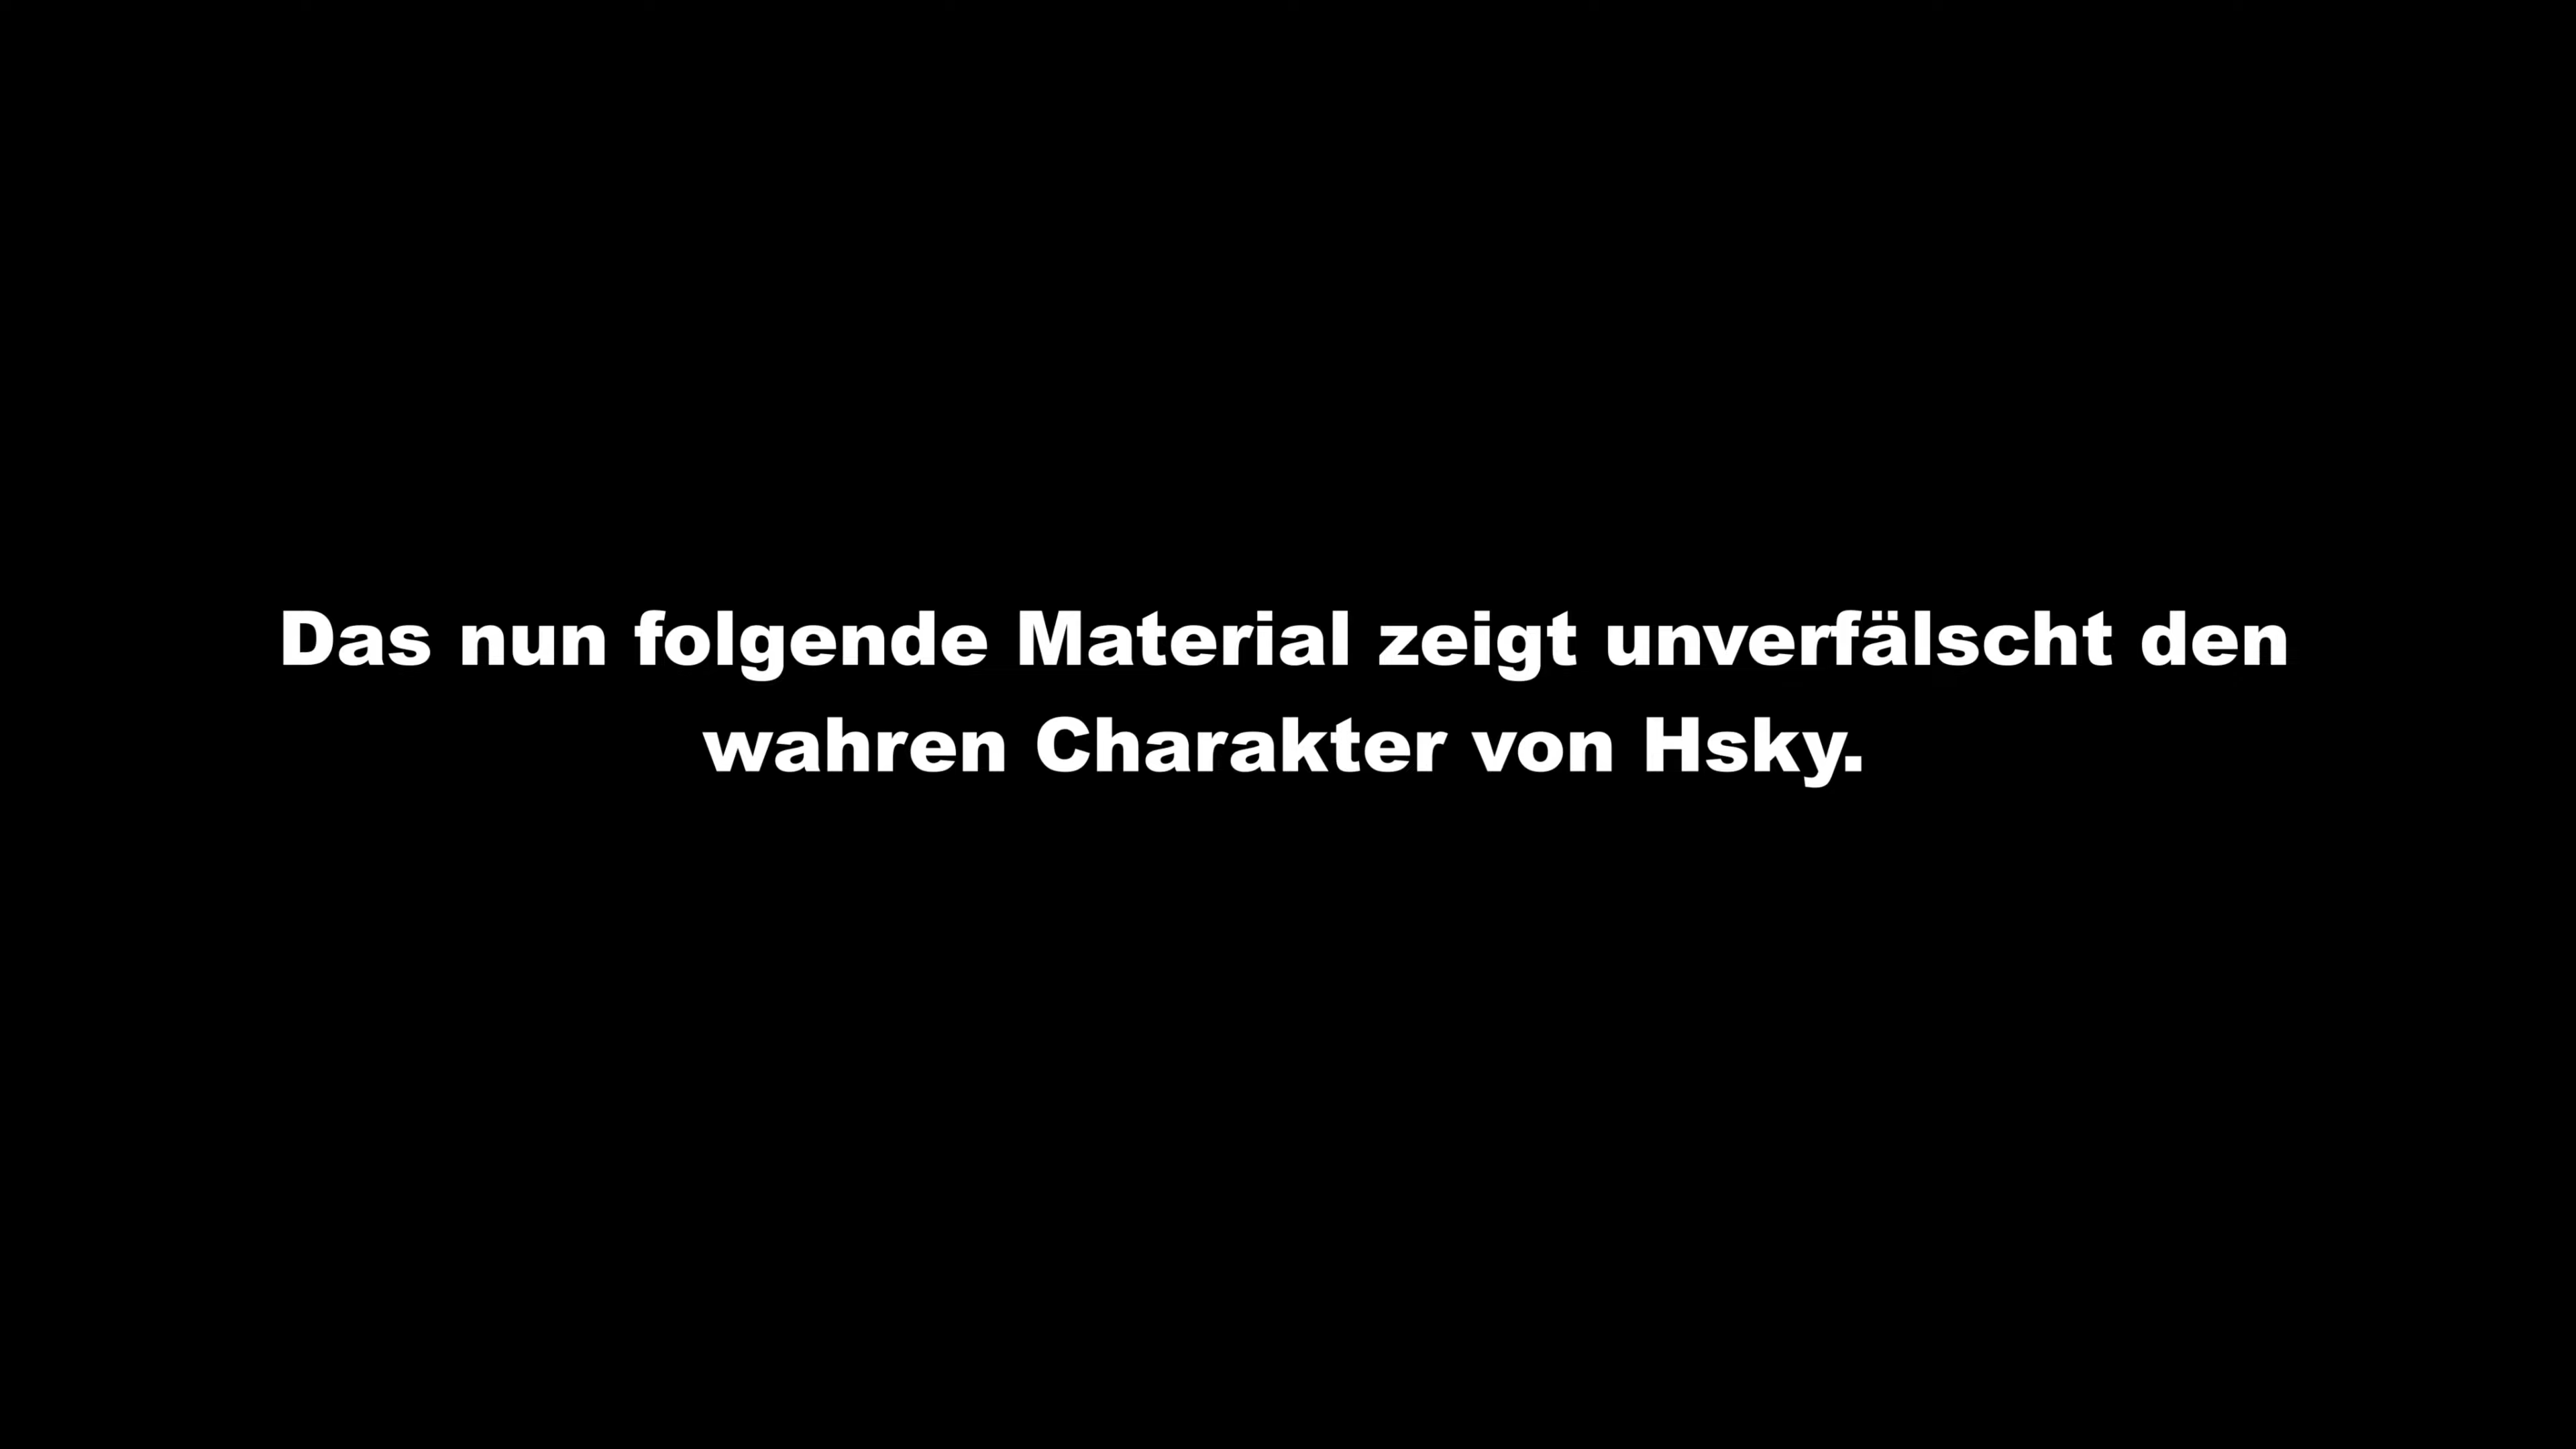 Das nun folgende Material zeigt unverfälscht den
wahren Charakter von Hsky.